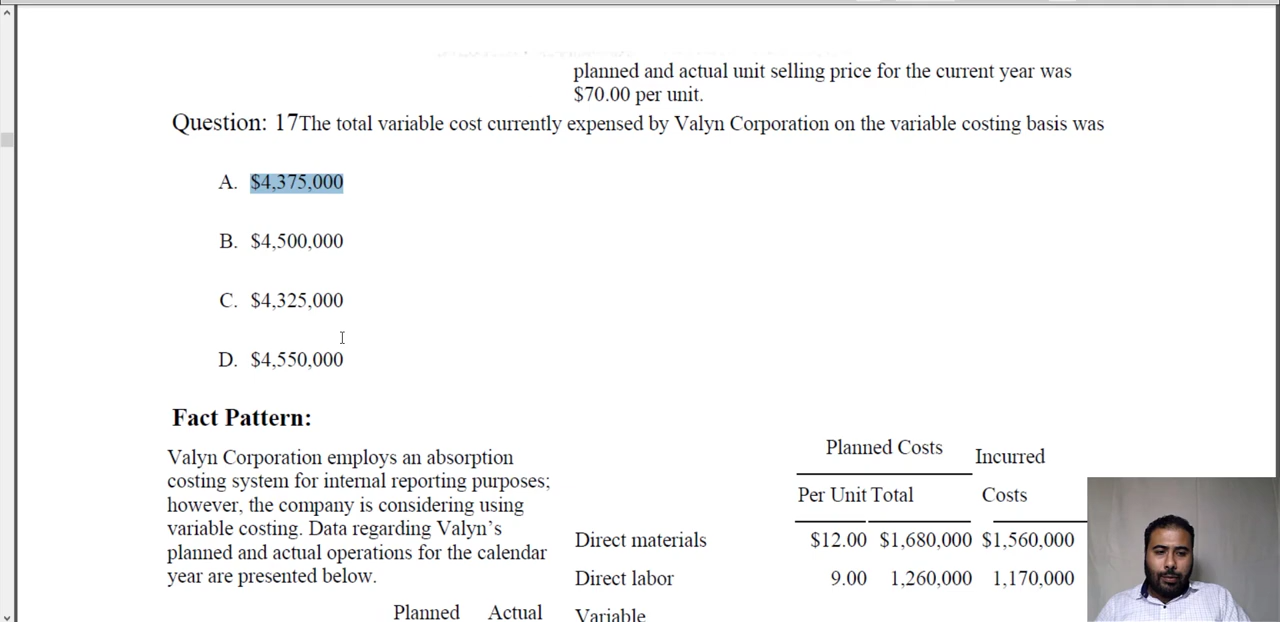 planned and actual unit selling price for the current year was
$70.00 per unit.
Question: 17The total variable cost currently expensed by Valyn Corporation on the variable costing basis was
A. $4,375,000
B. $4,500,000
C. $4,325,000
D. $4,550,000
Fact Pattern:
Valyn Corporation employs an absorption
costing system for internal reporting purposes;
however, the company is considering using
variable costing. Data regarding Valyn’s
planned and actual operations for the calendar
year are presented below.
Planned Actual
Planned Costs Incurred
Per Unit Total Costs
Direct materials $12.00 $1,680,000 $1,560,000
Direct labor 9.00 1,260,000 1,170,000
Variable